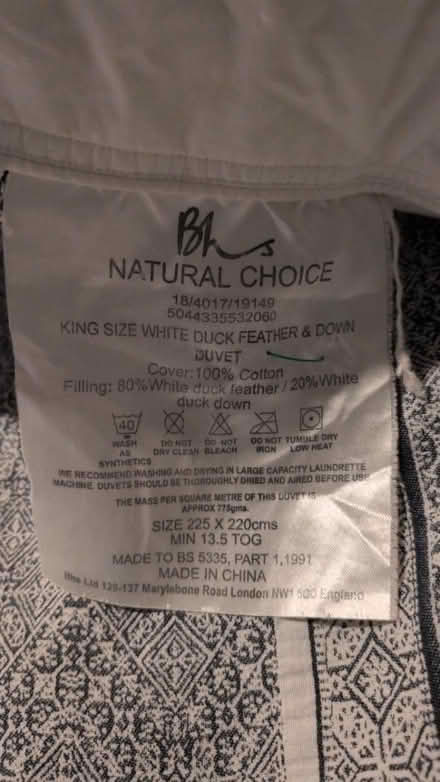 Bhs
NATURAL CHOICE
18/4017/19149
5044335532060
KING SIZE WHITE DUCK FEATHER & DOWN
DUVET
Cover:100% Cotton
Filling: 80%White duck feather / 20%White
duck down
40
WASH AS SYNTHETICS
DO NOT DRY CLEAN
DO NOT BLEACH
DO NOT IRON
TUMBLE DRY LOW HEAT
WE RECOMMEND WASHING AND DRYING IN LARGE CAPACITY LAUNDRETTE
MACHINE. DUVETS SHOULD BE THOROUGHLY DRIED AND AIRED BEFORE USE
THE MASS PER SQUARE METRE OF THIS DUVET IS
APPROX 775gms.
SIZE 225 X 220cms
MIN 13.5 TOG
MADE TO BS 5335, PART 1,1991
MADE IN CHINA
Bhs Ltd 129-137 Marylebone Road London NW1 5QD England